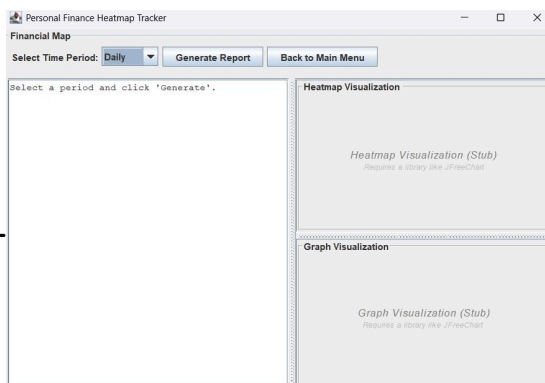 Personal Finance Heatmap Tracker
Financial Map
Select Time Period: Daily Generate Report Back to Main Menu
Select a period and click 'Generate'.
Heatmap Visualization
Heatmap Visualization (Stub)
Requires a library like JFreeChart
Graph Visualization
Graph Visualization (Stub)
Requires a library like JFreeChart